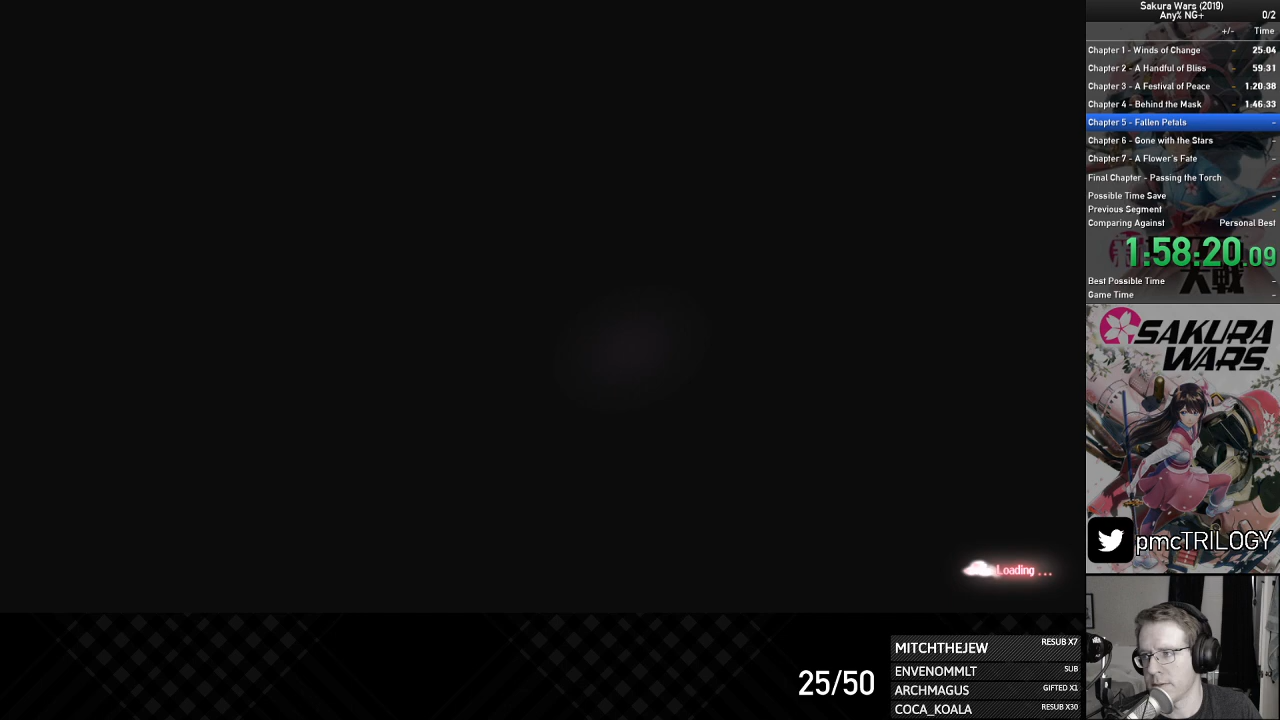 Sakura Wars (2019)
Any% NG+ 0/2
+/- Time
Chapter 1 - Winds of Change - 25:04
Chapter 2 - A Handful of Bliss - 59:31
Chapter 3 - A Festival of Peace - 1:20:38
Chapter 4 - Behind the Mask - 1:46:33
Chapter 5 - Fallen Petals -
Chapter 6 - Gone with the Stars -
Chapter 7 - A Flower's Fate -
Final Chapter - Passing the Torch -
Possible Time Save -
Previous Segment -
Comparing Against Personal Best
1:58:20.09
大戦
Best Possible Time -
Game Time -
SAKURA
WARS
pmcTRILOGY
Loading ...
MITCHTHEJEW RESUB X7
25/50
ENVENOMMLT SUB
ARCHMAGUS GIFTED X1
COCA_KOALA RESUB X30